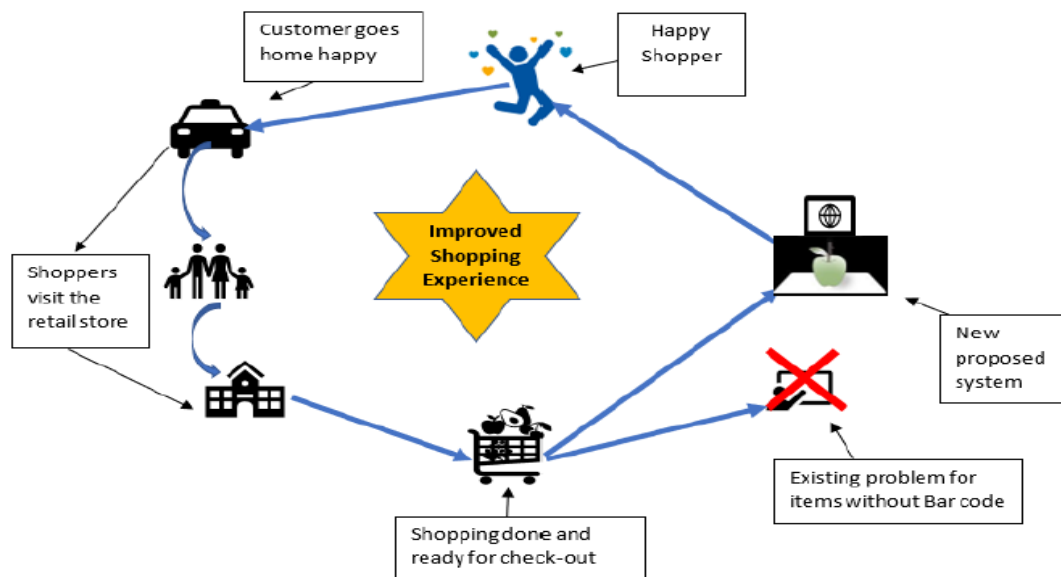 Customer goes
home happy
Happy
Shopper
Improved
Shopping
Experience
Shoppers
visit the
retail store
New
proposed
system
Existing problem for
items without Bar code
Shopping done and
ready for check-out